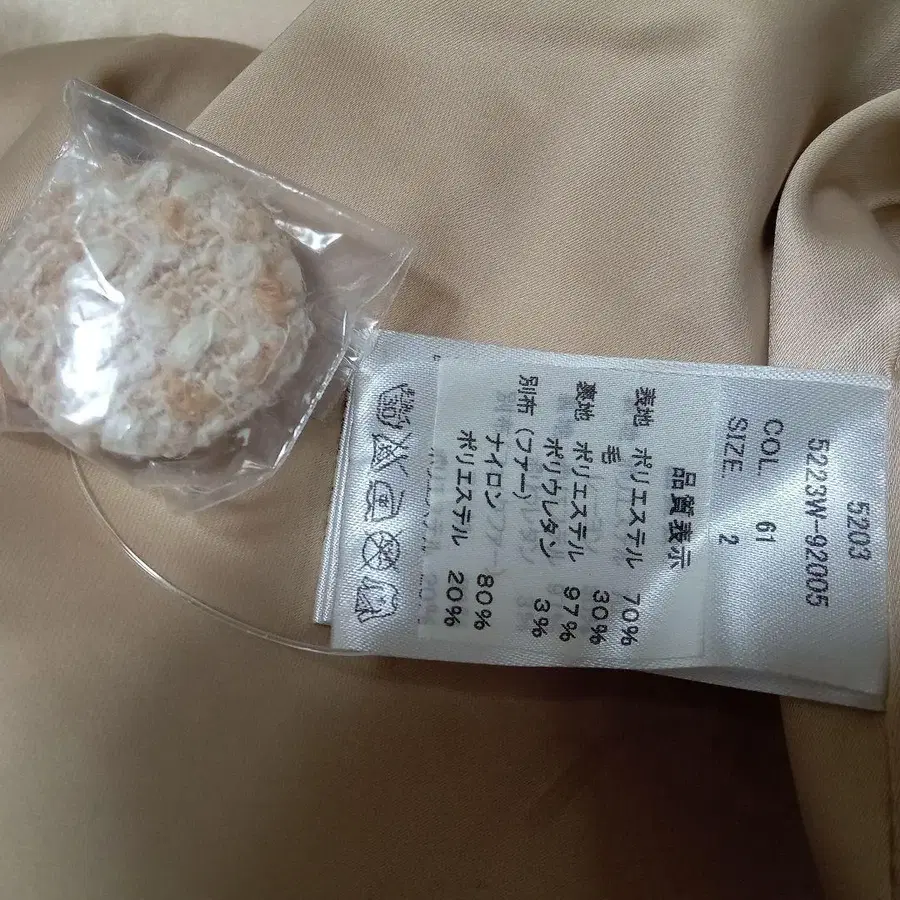 5203
5223W-92005
COL. 61
SIZE. 2
品質表示
表地 ポリエステル 70%
毛 30%
裏地 ポリエステル 97%
ポリウレタン 3%
別布(ファー)
ナイロン 80%
ポリエステル 20%
30